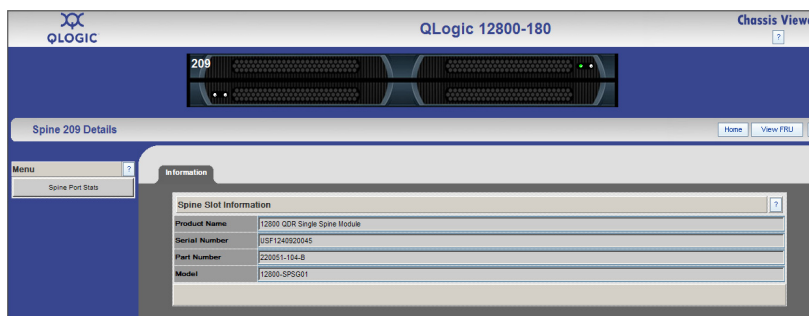 QLOGIC
QLogic 12800-180
Chassis View
?
209
Spine 209 Details
Home
View FRU
Menu
?
Spine Port Stats
Information
Spine Slot Information
?
Product Name 12800 QDR Single Spine Module
Serial Number USF1240920045
Part Number 220051-104-B
Model 12800-SPSG01